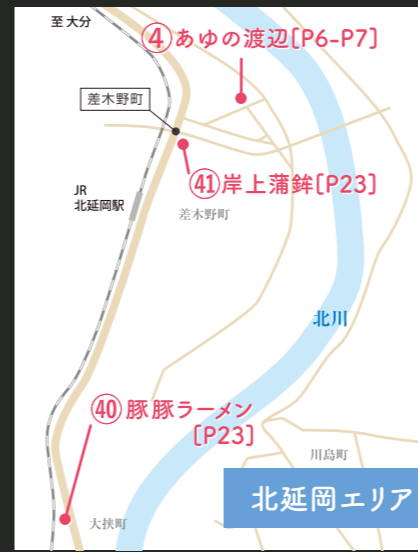 至 大分
④あゆの渡辺[P6-P7]
差木野町
㊶岸上蒲鉾[P23]
JR
北延岡駅
差木野町
北川
㊵豚豚ラーメン
[P23]
川島町
北延岡エリア
大挟町